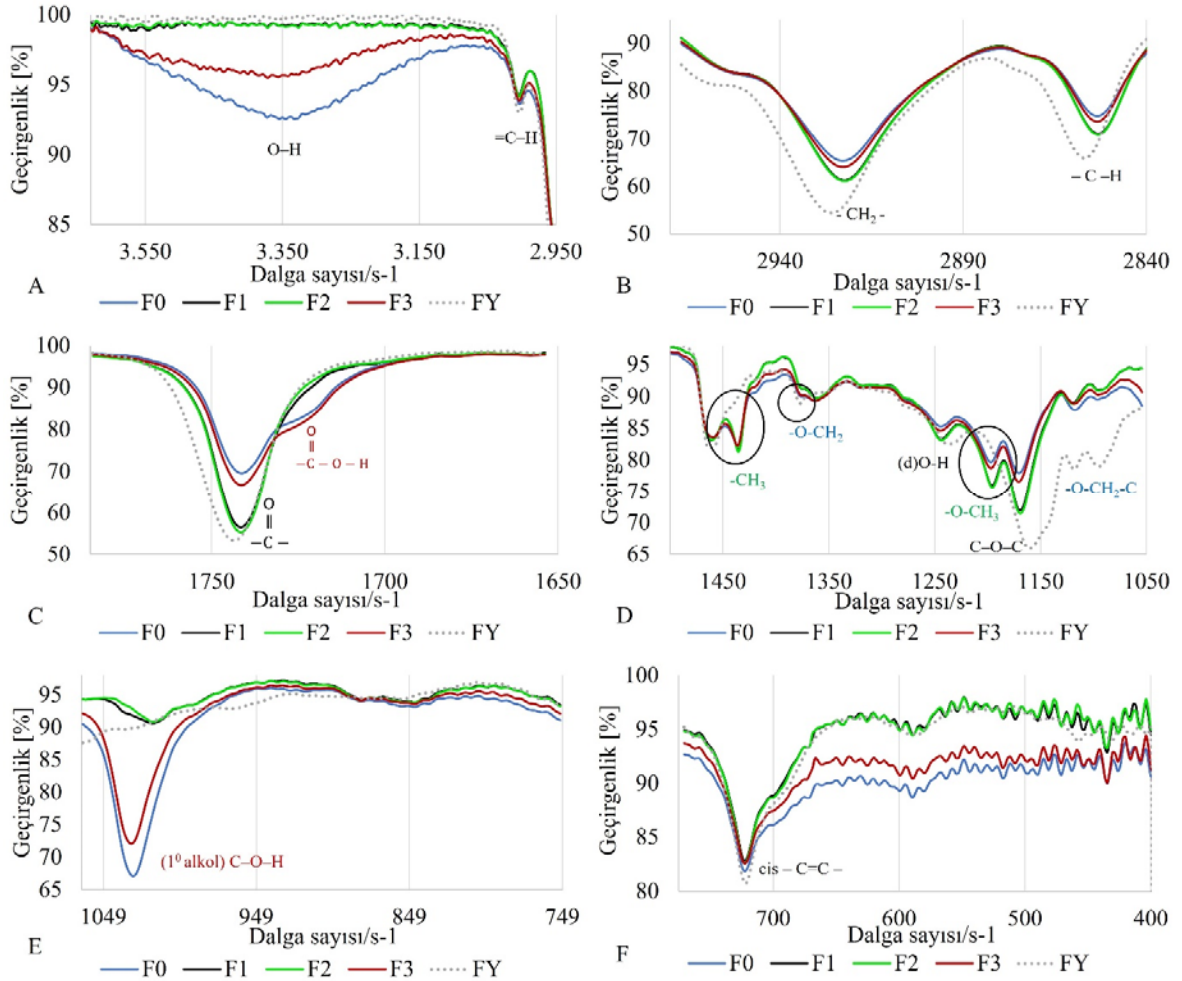 Geçirgenlik [%]
100
95
90
85
O–H
=C–H
3.550 3.350 3.150 2.950
Dalga sayısı/s-1
A
F0 F1 F2 F3 FY
Geçirgenlik [%]
90
80
70
60
50
- CH2 -
– C –H
2940 2890 2840
Dalga sayısı/s-1
B
F0 F1 F2 F3 FY
Geçirgenlik [%]
100
90
80
70
60
50
O
–C– O – H
O
–C–
1750 1700 1650
Dalga sayısı/s-1
C
F0 F1 F2 F3 FY
Geçirgenlik [%]
95
90
85
80
75
70
65
-CH3
-O-CH2
(d)O-H
-O-CH3
C–O–C
-O-CH2-C
1450 1350 1250 1150 1050
Dalga sayısı/s-1
D
F0 F1 F2 F3 FY
Geçirgenlik [%]
95
90
85
80
75
70
65
(1⁰ alkol) C–O–H
1049 949 849 749
Dalga sayısı/s-1
E
F0 F1 F2 F3 FY
Geçirgenlik [%]
100
95
90
85
80
cis – C=C –
700 600 500 400
Dalga sayısı/s-1
F
F0 F1 F2 F3 FY